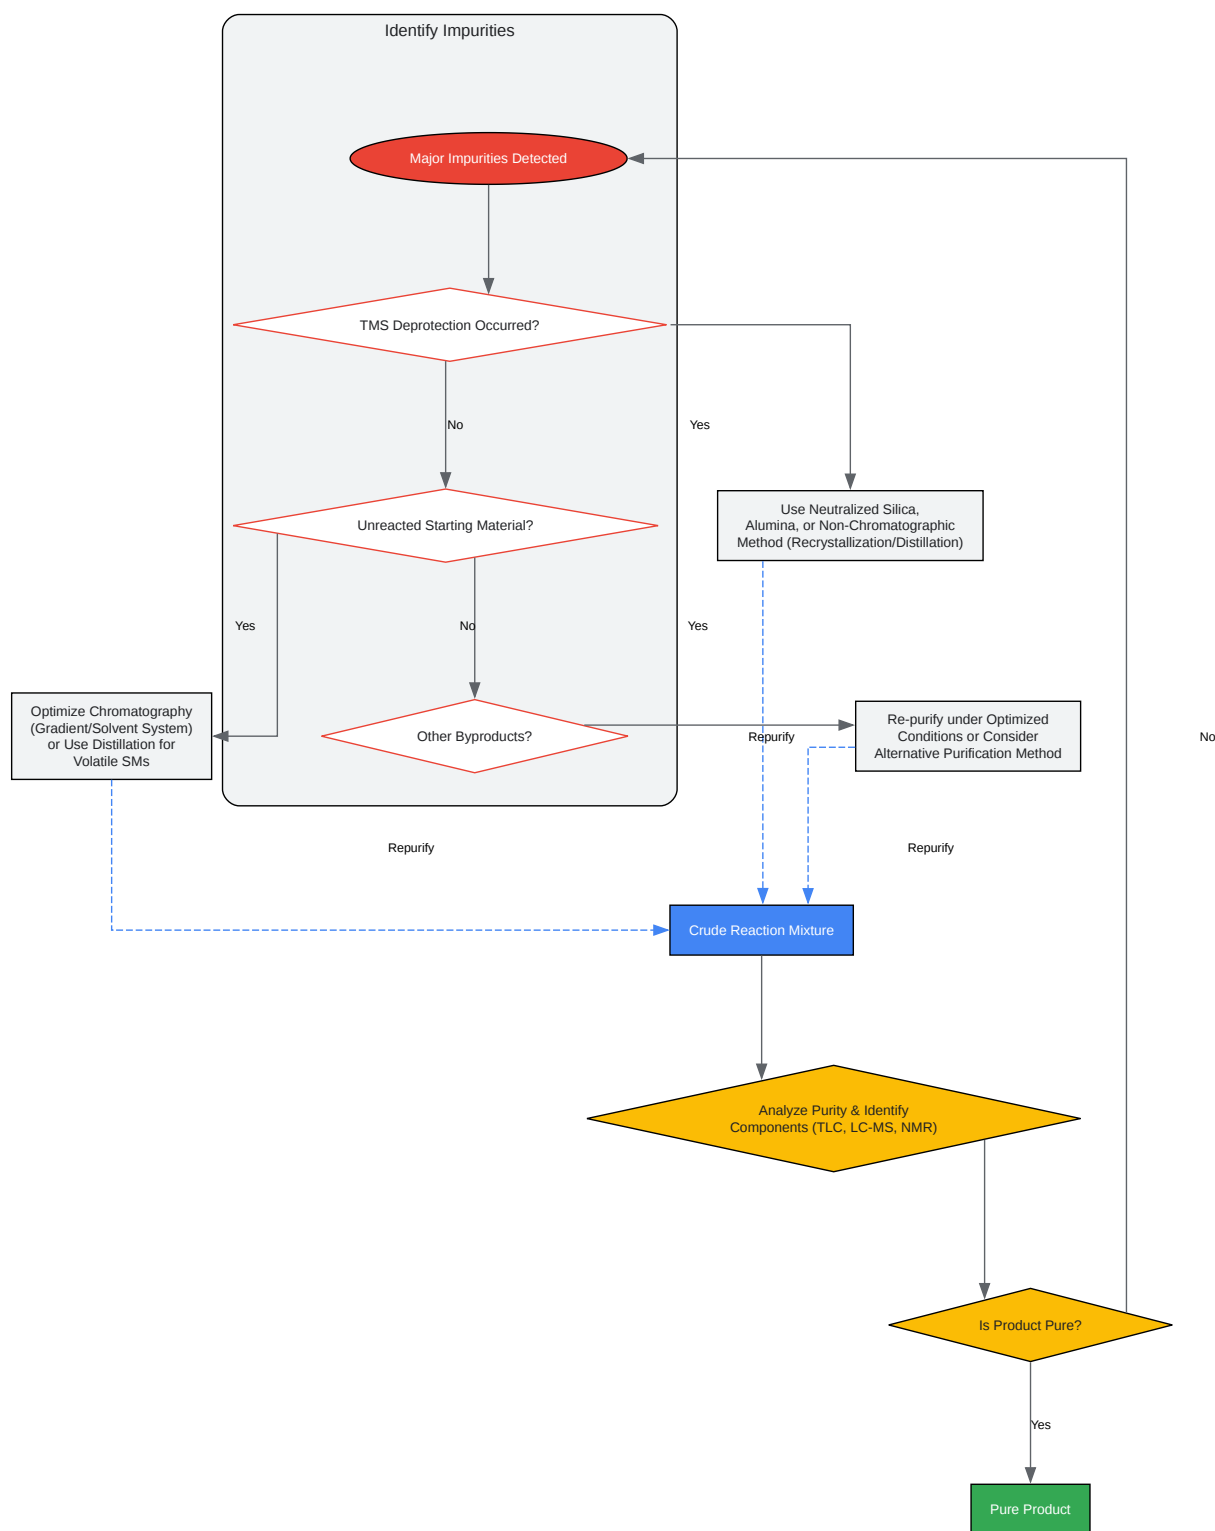 Identify Impurities
Major Impurities Detected
TMS Deprotection Occurred?
No
Yes
Use Neutralized Silica,
Alumina, or Non-Chromatographic
Method (Recrystallization/Distillation)
Unreacted Starting Material?
Yes
No
Yes
Optimize Chromatography
(Gradient/Solvent System)
or Use Distillation for
Volatile SMs
Other Byproducts?
Repurify
Re-purify under Optimized
Conditions or Consider
Alternative Purification Method
No
Repurify
Repurify
Crude Reaction Mixture
Analyze Purity & Identify
Components (TLC, LC-MS, NMR)
Is Product Pure?
Yes
Pure Product